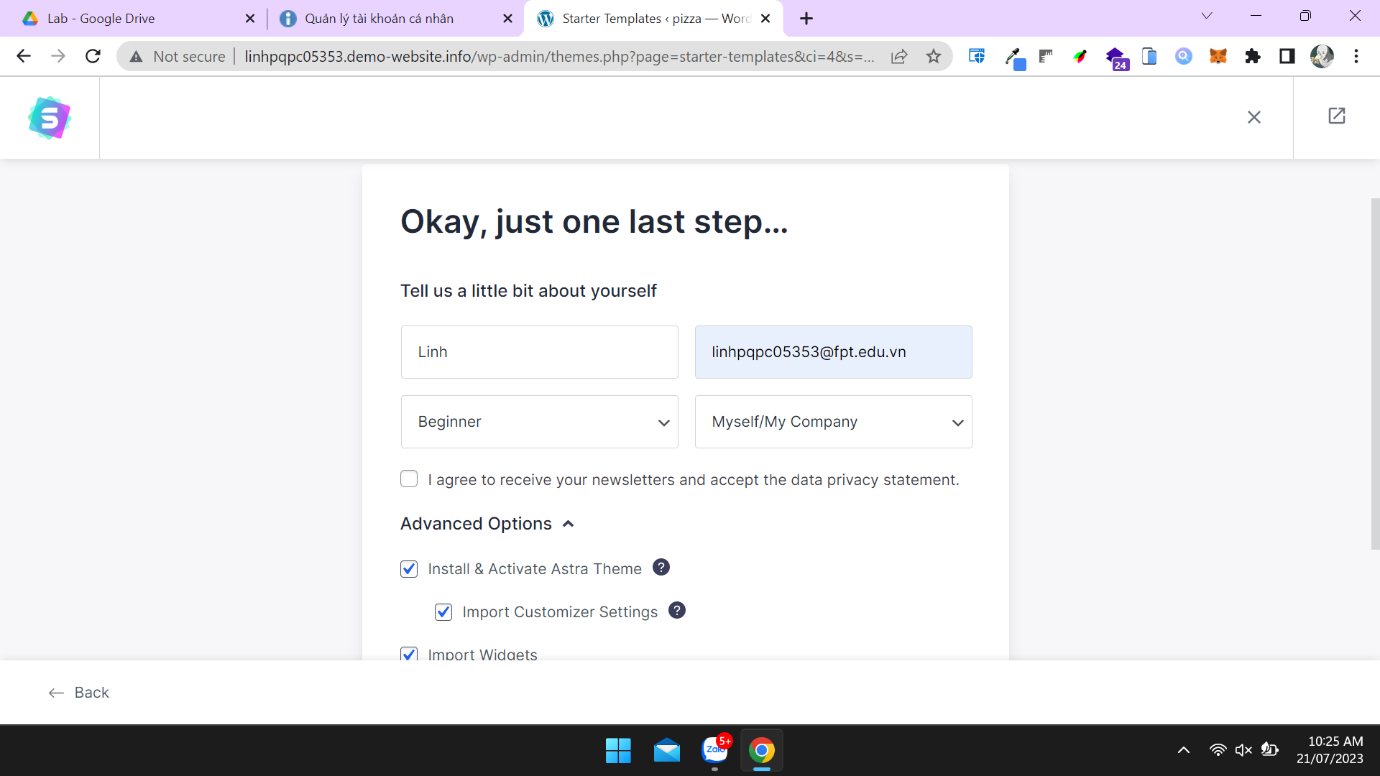 Lab - Google Drive
Quản lý tài khoản cá nhân
Starter Templates ‹ pizza — Word
Not secure
linhpqpc05353.demo-website.info/wp-admin/themes.php?page=starter-templates&ci=4&s=...
24
Okay, just one last step...
Tell us a little bit about yourself
Linh
linhpqpc05353@fpt.edu.vn
Beginner
Myself/My Company
I agree to receive your newsletters and accept the data privacy statement.
Advanced Options
Install & Activate Astra Theme ?
Import Customizer Settings ?
Import Widgets
Back
Zalo
5+
10:25 AM
21/07/2023